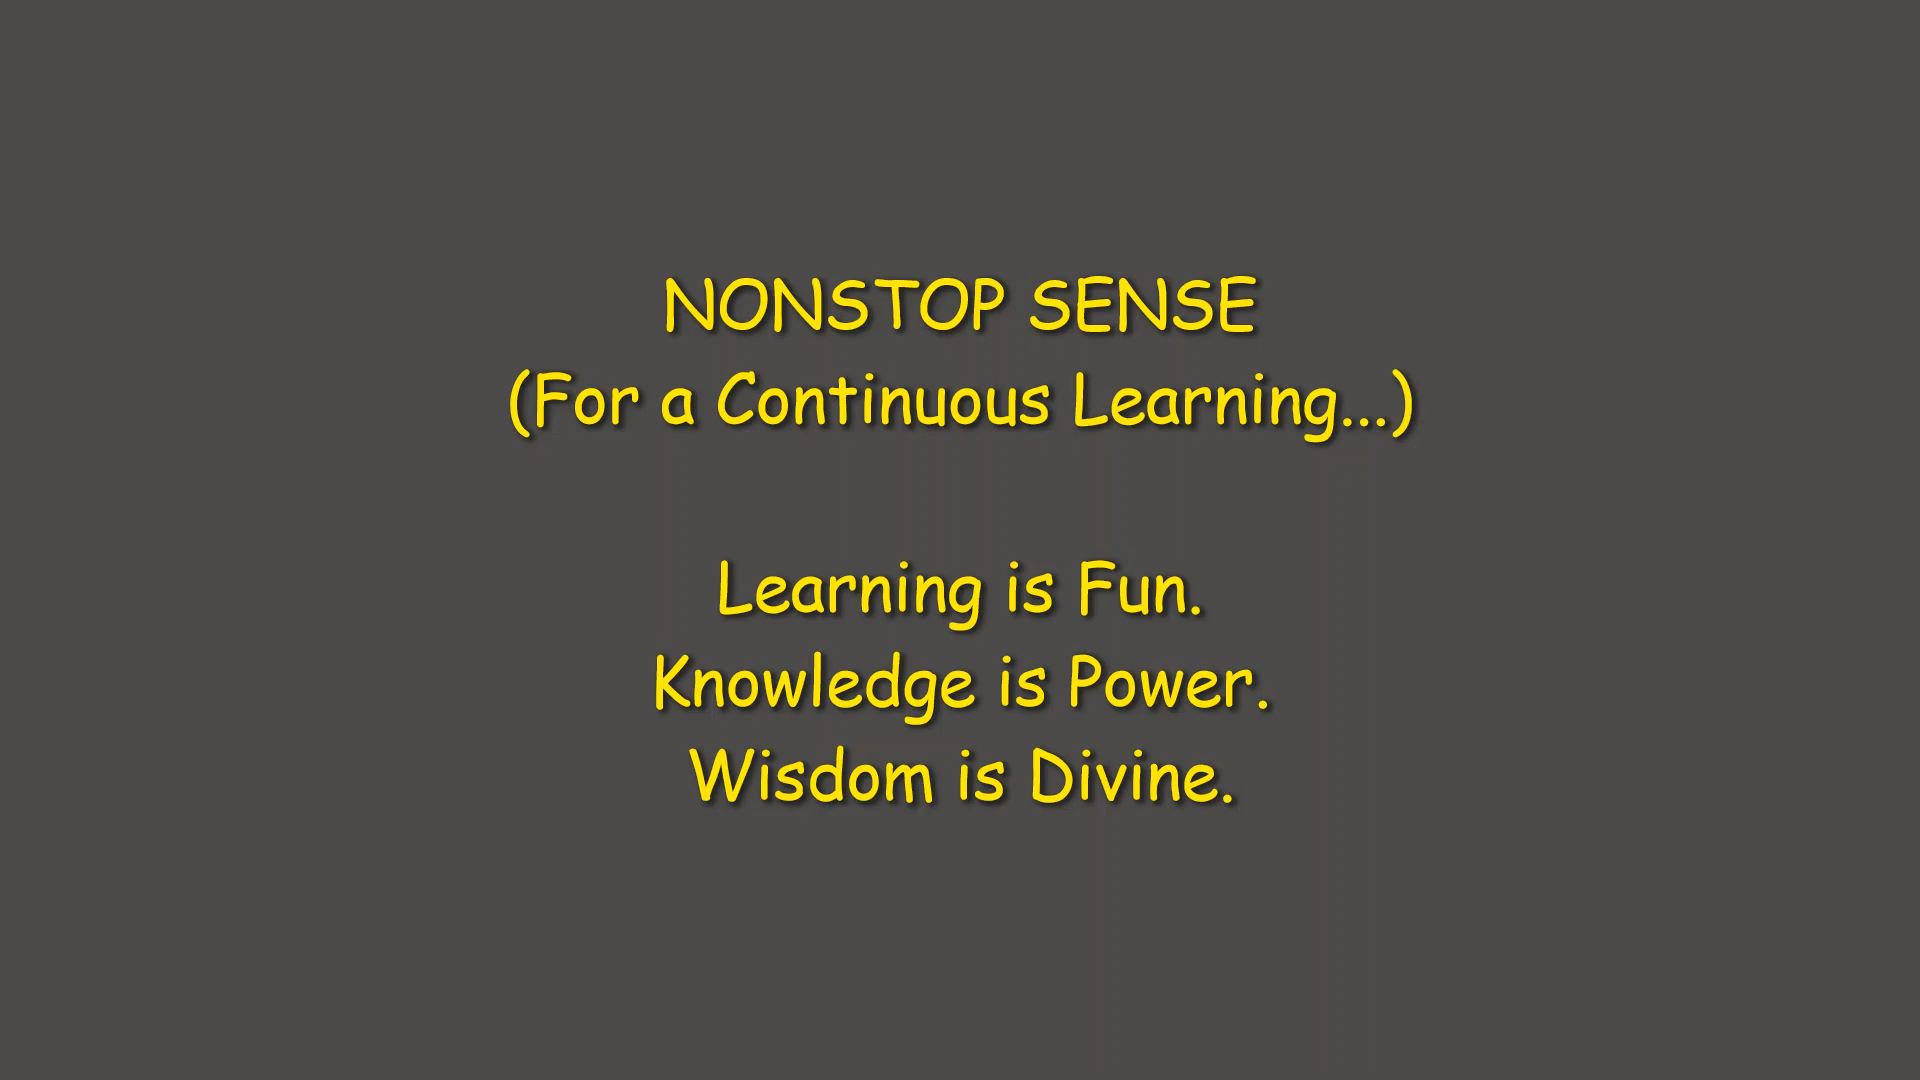 NONSTOP SENSE
(For a Continuous Learning...)
Learning is Fun.
Knowledge is Power.
Wisdom is Divine.